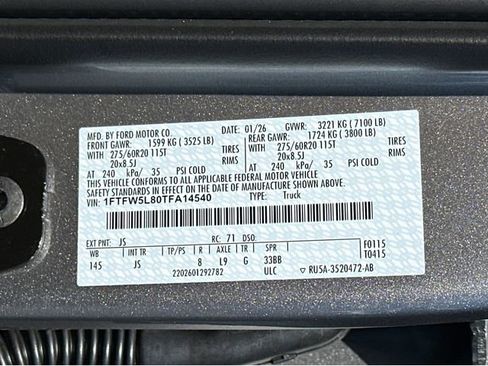 MFD. BY FORD MOTOR CO. DATE: 01/26 GVWR: 3221 KG ( 7100 LB)
FRONT GAWR: 1599 KG ( 3525 LB) REAR GAWR: 1724 KG ( 3800 LB)
WITH 275/60R20 115T TIRES WITH 275/60R20 115T TIRES
20x8.5J RIMS 20x8.5J RIMS
AT 240 kPa/ 35 PSI COLD AT 240 kPa/ 35 PSI COLD
THIS VEHICLE CONFORMS TO ALL APPLICABLE FEDERAL MOTOR VEHICLE
SAFETY STANDARDS IN EFFECT ON THE DATE OF MANUFACTURE SHOWN ABOVE.
VIN: 1FTFW5L80TFA14540 TYPE: Truck
EXT PNT: JS RC: 71 DSO: F0115
WB INT TR TP/PS R AXLE TR SPR T0415
145 JS 8 L9 G 33BB
2202601292782 ULC ▽ RU5A-3520472-AB